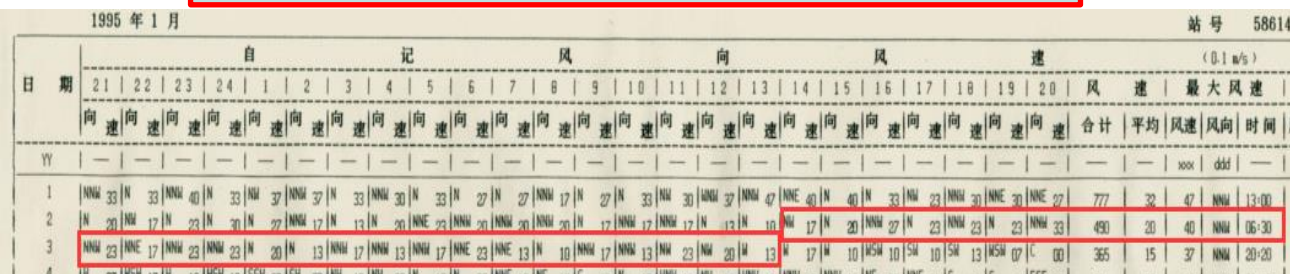 1995 年 1 月 站 号 58614
自 记 风 向 风 速 (0.1 m/s)
日 期 21 22 23 24 1 2 3 4 5 6 7 8 9 10 11 12 13 14 15 16 17 18 19 20 风 速 最 大 风 速
向 速 向 速 向 速 向 速 向 速 向 速 向 速 向 速 向 速 向 速 向 速 向 速 向 速 向 速 向 速 向 速 向 速 向 速 向 速 向 速 向 速 向 速 向 速 向 速 合 计 平均 风速 风向 时 间
YY — — — — — — — — — — — — — — — — — — — — — — — — — — xxx ddd —
1 NNW 33 N 33 NNW 40 N 33 NW 37 NNW 37 N 33 NNW 30 N 33 N 27 N 27 NNW 17 N 27 N 33 NW 30 WNW 37 NNW 47 NNE 40 N 40 N 33 NW 23 NNW 30 NNE 30 NNE 27 777 32 47 NNW 13:00
2 N 20 NW 17 N 23 N 30 N 27 NNW 17 N 13 N 20 NNE 23 NNW 20 NNW 20 NNW 20 N 17 NNW 17 NNW 17 N 13 N 10 NW 17 N 20 NNW 27 N 23 NNW 23 N 23 NNW 33 490 20 40 NNW 06:30
3 NNW 23 NNE 17 NNW 23 NNW 23 N 20 N 13 NNW 17 NNW 17 NNE 23 NNE 13 N 10 NNW 17 NNW 13 NW 23 NW 20 W 13 W 17 W 10 WSW 10 SW 10 SW 13 WSW 07 C 00 365 15 37 NNW 20:20